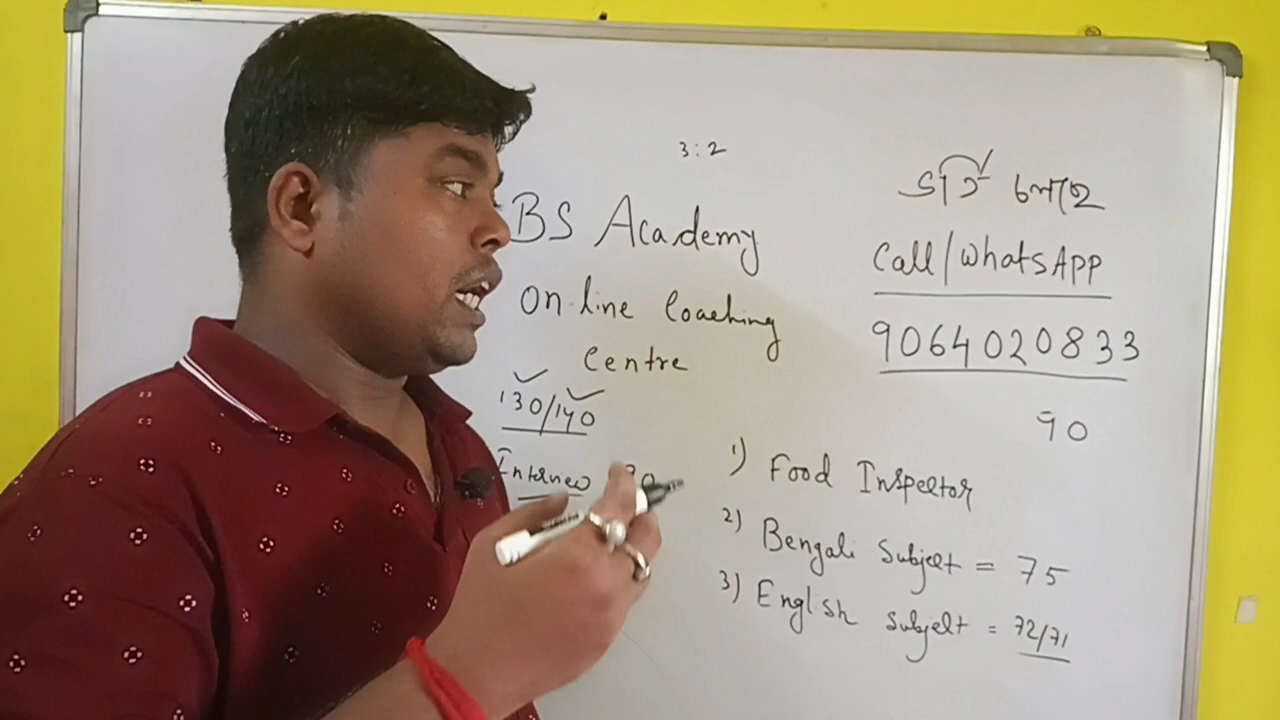 3:2
BS Academy
On-line Coaching
Centre
130/140
Interview
Call/WhatsApp
9064020833
90
1) Food Inspector
2) Bengali Subject = 75
3) English Subject = 72/71